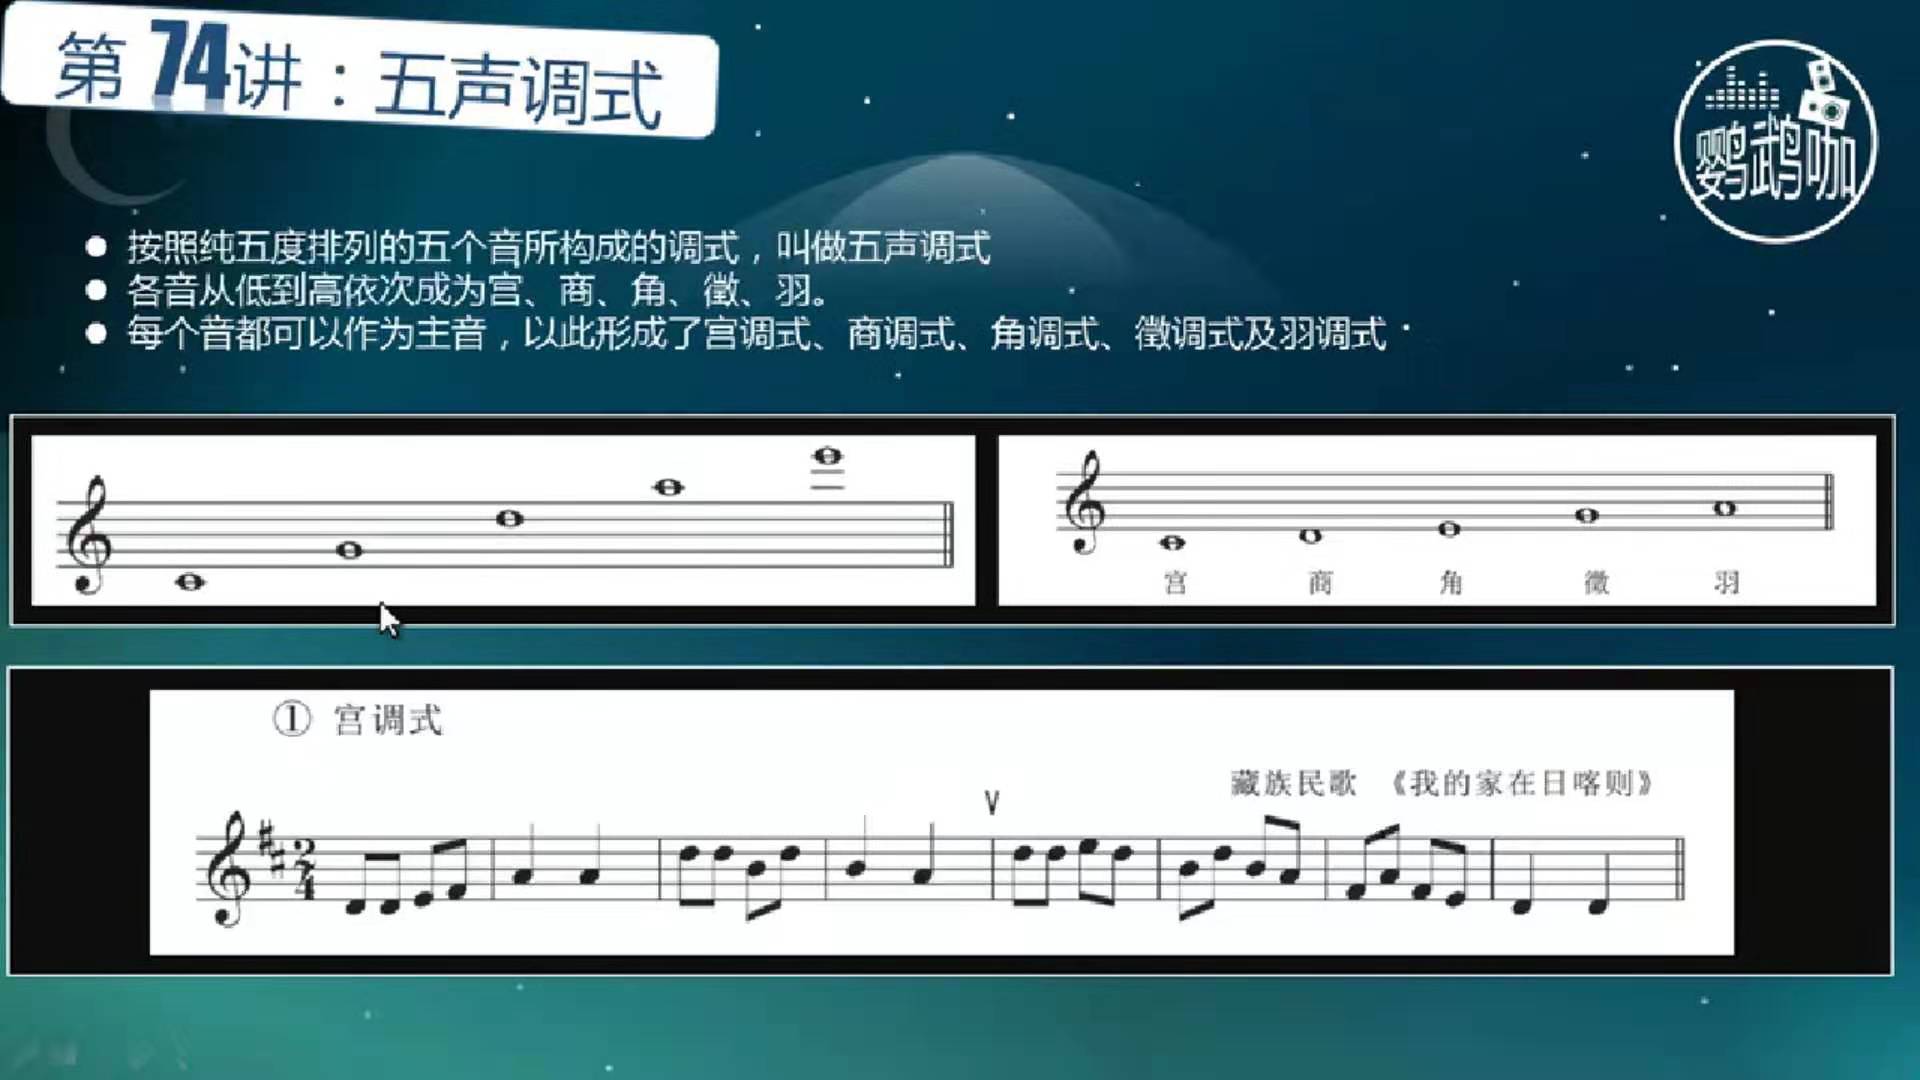 第74讲：五声调式
鹦鹉咖
按照纯五度排列的五个音所构成的调式，叫做五声调式
各音从低到高依次成为宫、商、角、徵、羽。
每个音都可以作为主音，以此形成了宫调式、商调式、角调式、徵调式及羽调式
宫 商 角 徵 羽
① 宫调式
藏族民歌 《我的家在日喀则》
V
2
4